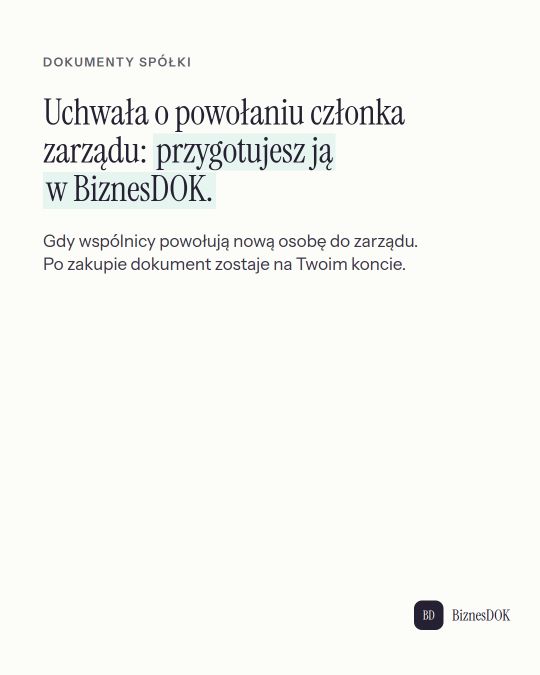 DOKUMENTY SPÓŁKI
Uchwała o powołaniu członka
zarządu: przygotujesz ją
w BiznesDOK.
Gdy wspólnicy powołują nową osobę do zarządu.
Po zakupie dokument zostaje na Twoim koncie.
BD BiznesDOK